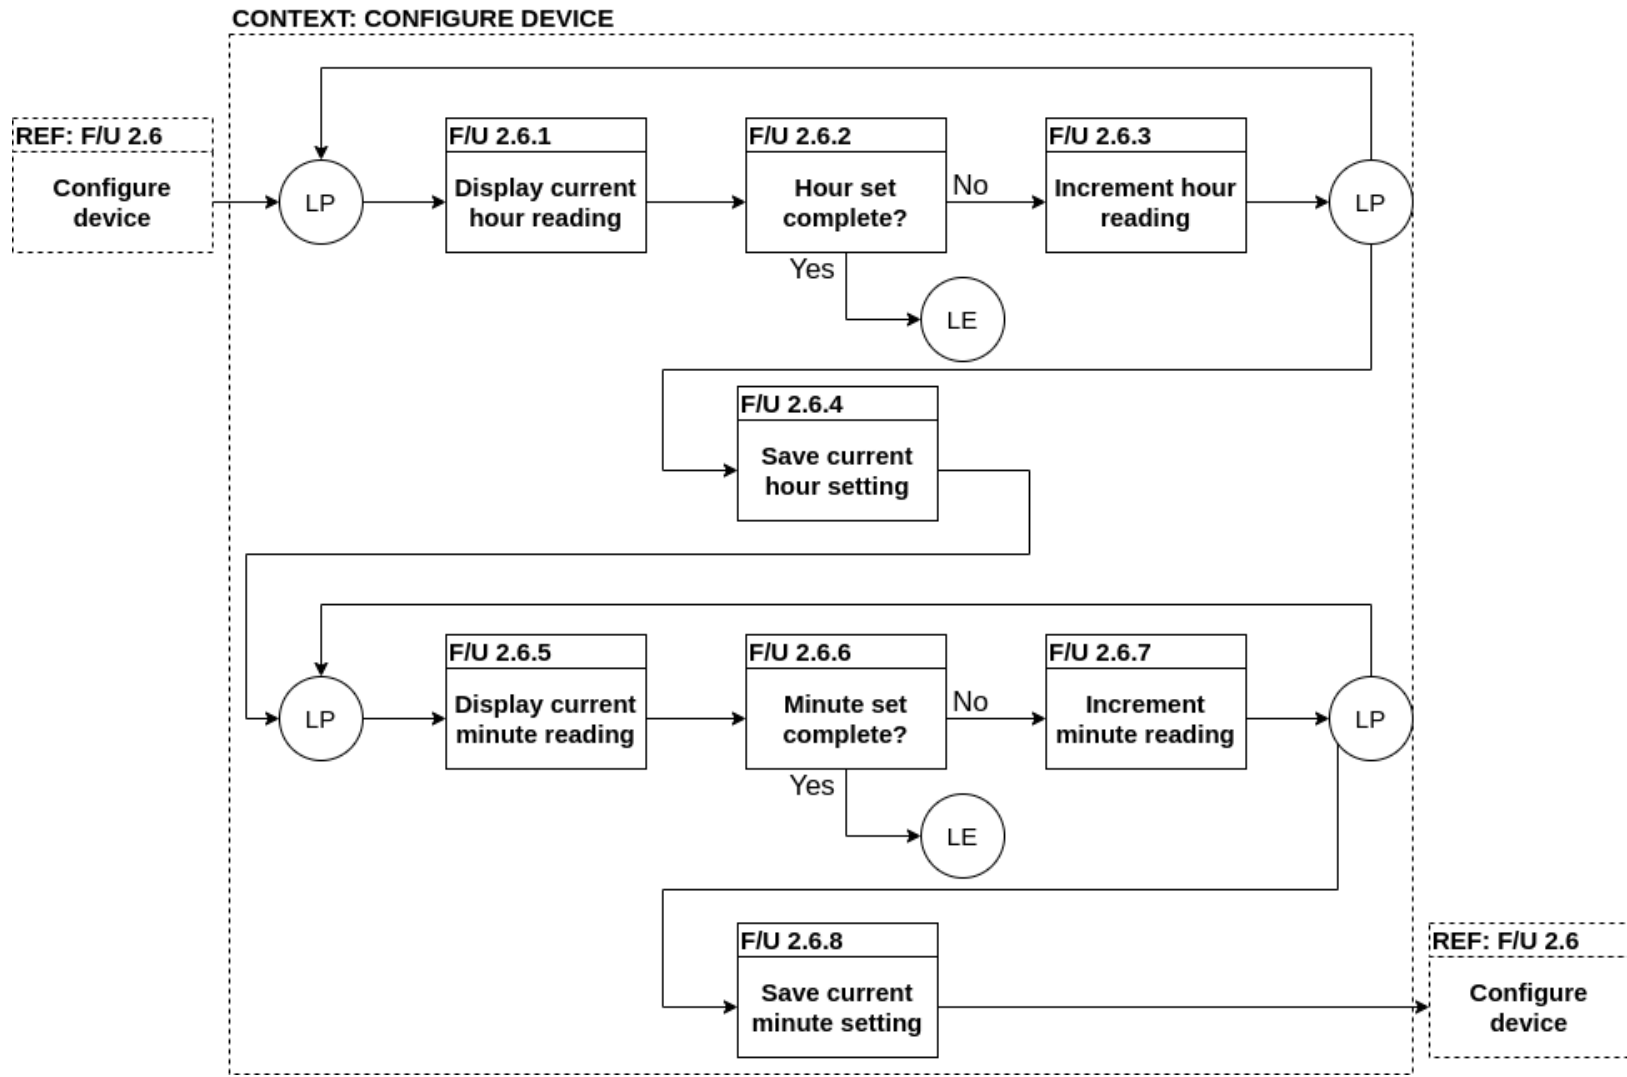 CONTEXT: CONFIGURE DEVICE
REF: F/U 2.6
Configure
device
LP
F/U 2.6.1
Display current
hour reading
F/U 2.6.2
Hour set
complete?
No
F/U 2.6.3
Increment hour
reading
LP
Yes
LE
F/U 2.6.4
Save current
hour setting
LP
F/U 2.6.5
Display current
minute reading
F/U 2.6.6
Minute set
complete?
No
F/U 2.6.7
Increment
minute reading
LP
Yes
LE
F/U 2.6.8
Save current
minute setting
REF: F/U 2.6
Configure
device